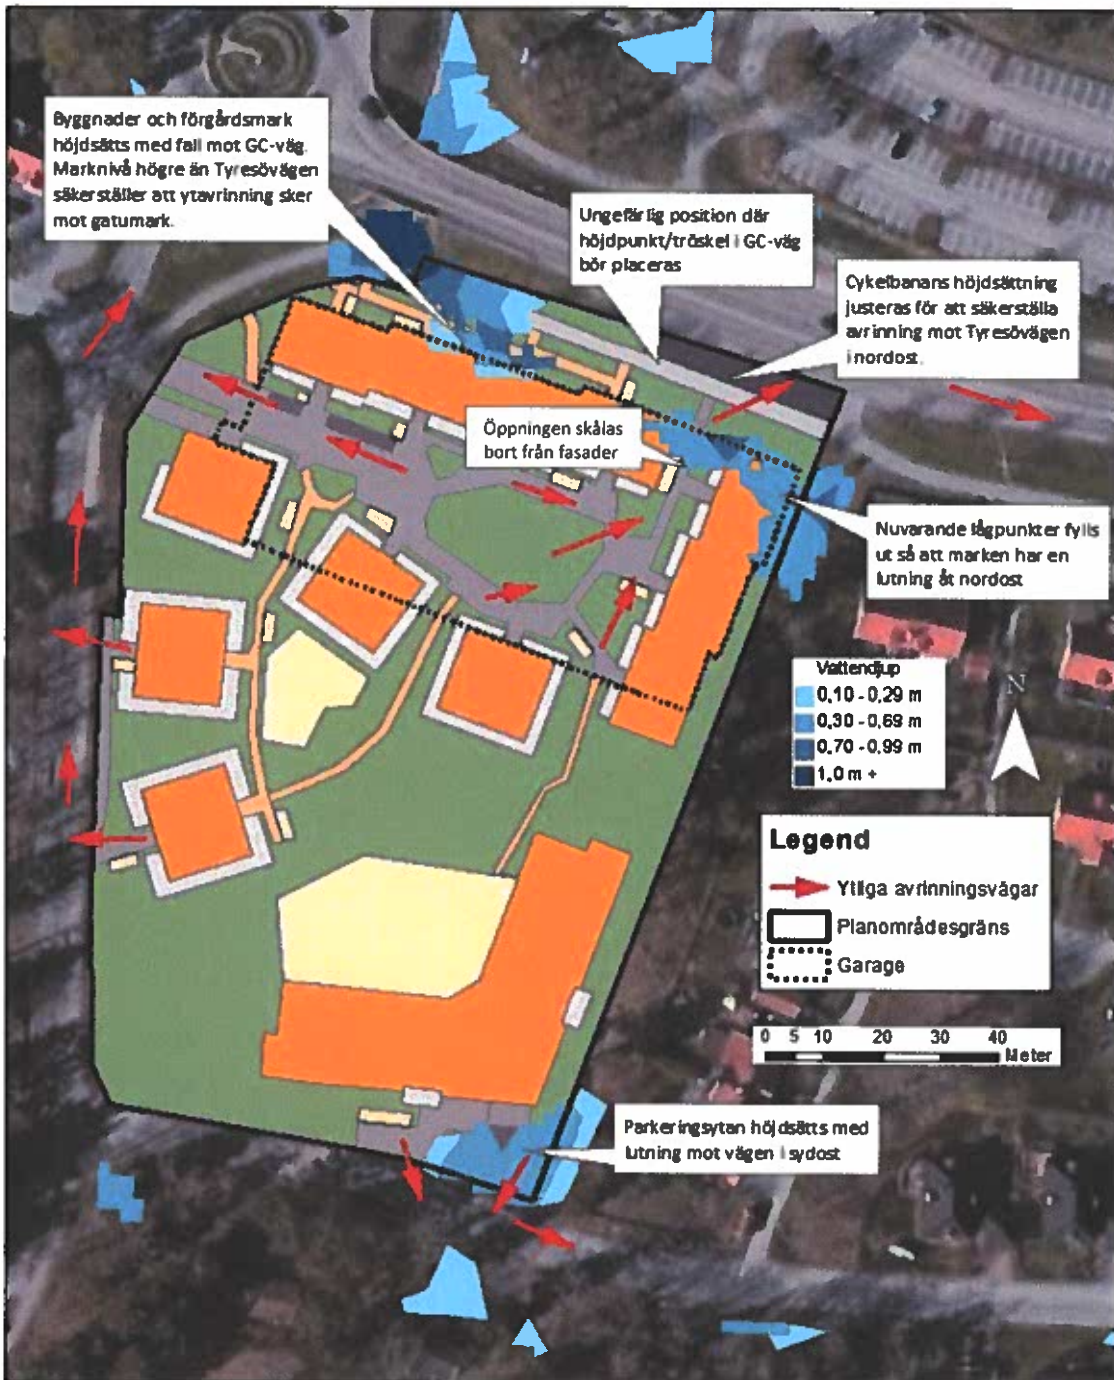 Byggnader och förgårdsmark
höjdsätts med fall mot GC-väg.
Marknivå högre än Tyresövägen
säkerställer att ytavrinning sker
mot gatumark.
Ungefärlig position där
höjdpunkt/tröskel i GC-väg
bör placeras
Cykelbanans höjdsättning
justeras för att säkerställa
avrinning mot Tyresövägen
i nordost.
Öppningen skålas
bort från fasader
Nuvarande lågpunkter fylls
ut så att marken har en
lutning åt nordost
Vattendjup
0,10 - 0,29 m
0,30 - 0,69 m
0,70 - 0,99 m
1,0 m +
N
Legend
Ytliga avrinningsvägar
Planområdesgräns
Garage
0 5 10 20 30 40
Meter
Parkeringsytan höjdsätts med
lutning mot vägen i sydost